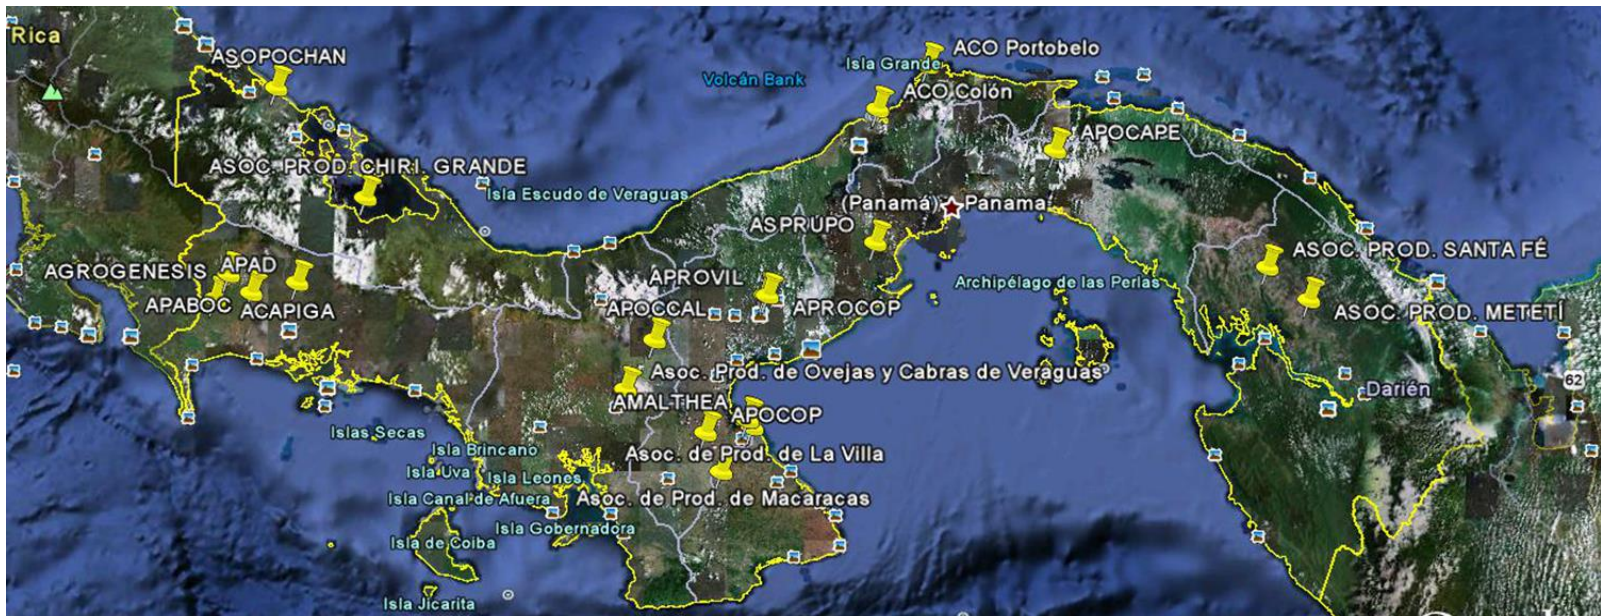 Rica
ASOPOCHAN
ACO Portobelo
Isla Grande
Volcán Bank
ACO Colón
APOCAPE
ASOC. PROD. CHIRI. GRANDE
Isla Escudo de Veraguas
(Panamá) Panama
ASPRUPO
ASOC. PROD. SANTA FÉ
AGROGENESIS APAD
APROVIL
Archipélago de las Perlas
APABOC
ACAPIGA
APOCCAL
APROCOP
ASOC. PROD. METETÍ
Asoc. Prod. de Ovejas y Cabras de Veraguas
62
Darién
AMALTHEA
APOCOP
Islas Secas
Isla Brincano
Asoc. de Prod. de La Villa
Isla Uva
Isla Leones
Isla Canal de Afuera
Asoc. de Prod. de Macaracas
Isla Gobernadora
Isla de Coiba
Isla Jicarita